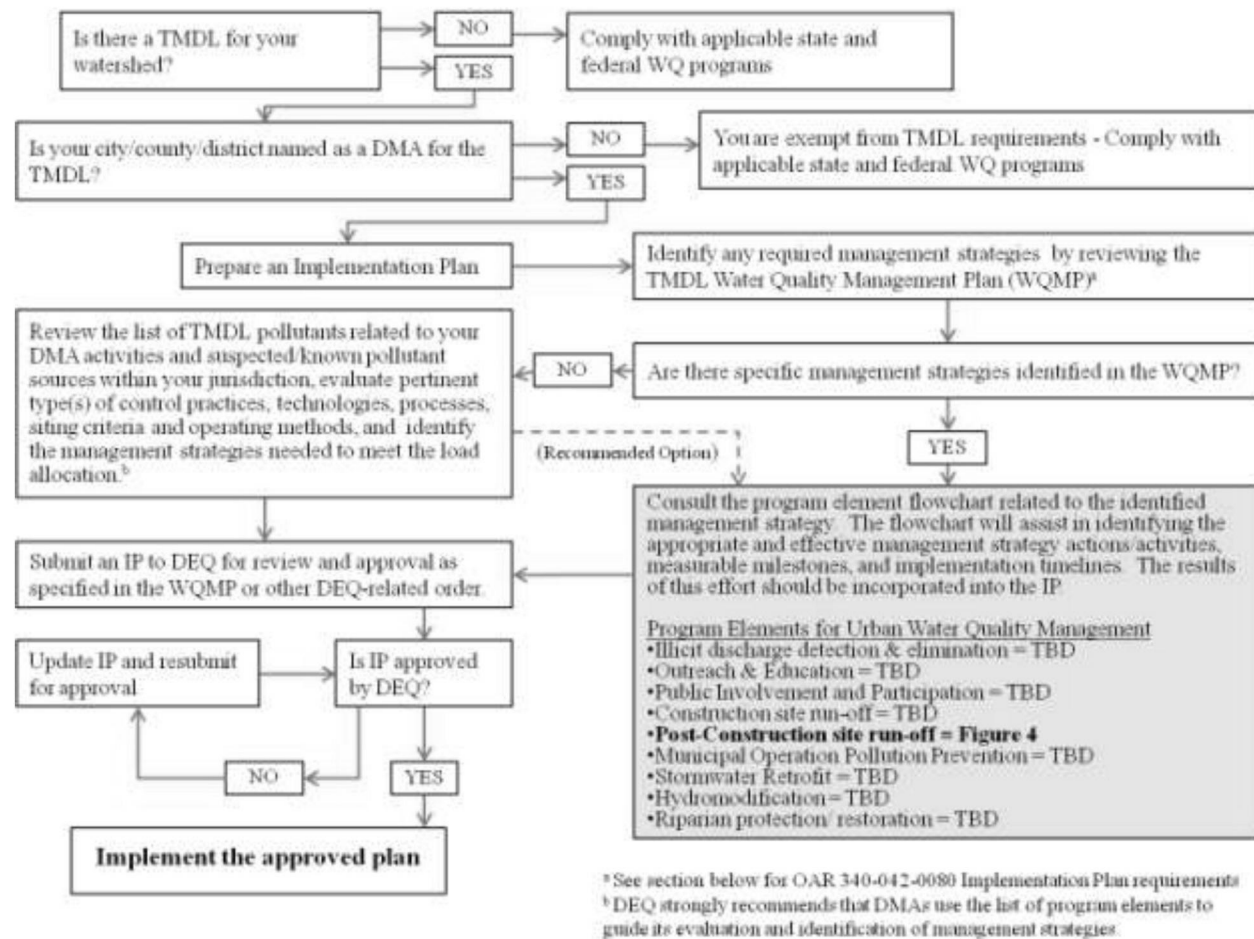 Is there a TMDL for your
watershed?
NO
YES
Comply with applicable state and
federal WQ programs
Is your city/county/district named as a DMA for the
TMDL?
NO
YES
You are exempt from TMDL requirements - Comply with
applicable state and federal WQ programs
Prepare an Implementation Plan
Identify any required management strategies by reviewing the
TMDL Water Quality Management Plan (WQMP)ª
Are there specific management strategies identified in the WQMP?
NO
YES
Review the list of TMDL pollutants related to your
DMA activities and suspected/known pollutant
sources within your jurisdiction, evaluate pertinent
type(s) of control practices, technologies, processes,
siting criteria and operating methods, and identify
the management strategies needed to meet the load
allocation.ᵇ
(Recommended Option)
Consult the program element flowchart related to the identified
management strategy. The flowchart will assist in identifying the
appropriate and effective management strategy actions/activities,
measurable milestones, and implementation timelines. The results
of this effort should be incorporated into the IP.
Program Elements for Urban Water Quality Management
•Illicit discharge detection & elimination = TBD
•Outreach & Education = TBD
•Public Involvement and Participation = TBD
•Construction site run-off = TBD
•Post-Construction site run-off = Figure 4
•Municipal Operation Pollution Prevention = TBD
•Stormwater Retrofit = TBD
•Hydromodification = TBD
•Riparian protection/ restoration = TBD
Submit an IP to DEQ for review and approval as
specified in the WQMP or other DEQ-related order.
Update IP and resubmit
for approval
Is IP approved
by DEQ?
NO
YES
Implement the approved plan
ª See section below for OAR 340-042-0080 Implementation Plan requirements
ᵇ DEQ strongly recommends that DMAs use the list of program elements to
guide its evaluation and identification of management strategies